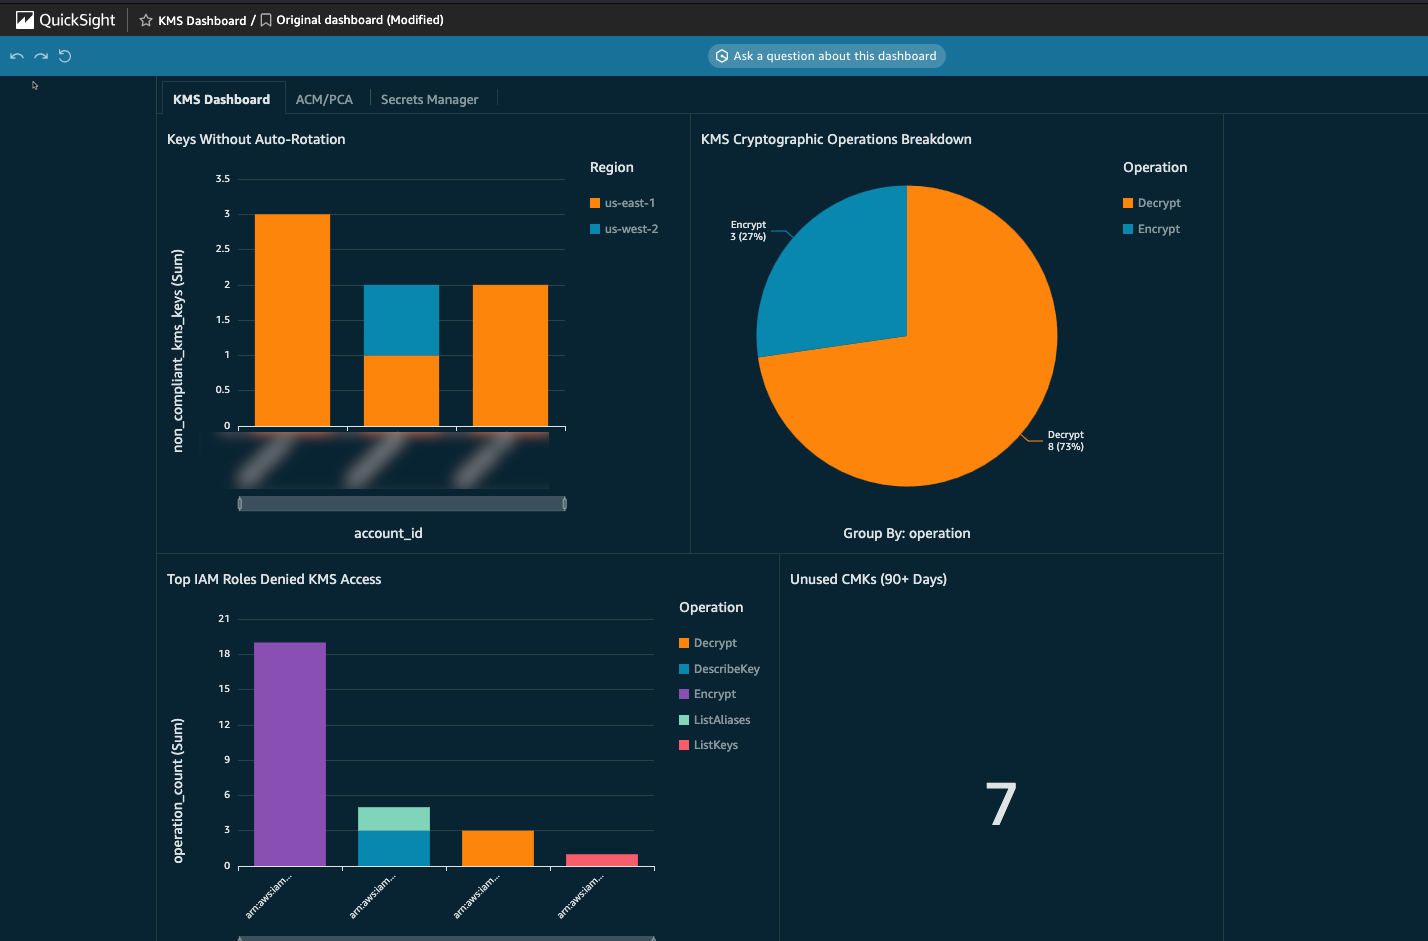 QuickSight
KMS Dashboard / Original dashboard (Modified)
Ask a question about this dashboard
KMS Dashboard
ACM/PCA
Secrets Manager
Keys Without Auto-Rotation
Region
us-east-1
us-west-2
non_compliant_kms_keys (Sum)
3.5
3
2.5
2
1.5
1
0.5
0
account_id
KMS Cryptographic Operations Breakdown
Operation
Decrypt
Encrypt
Encrypt
3 (27%)
Decrypt
8 (73%)
Group By: operation
Top IAM Roles Denied KMS Access
Operation
Decrypt
DescribeKey
Encrypt
ListAliases
ListKeys
operation_count (Sum)
21
18
15
12
9
6
3
0
arn:aws:iam...
arn:aws:iam...
arn:aws:iam...
arn:aws:iam...
Unused CMKs (90+ Days)
7